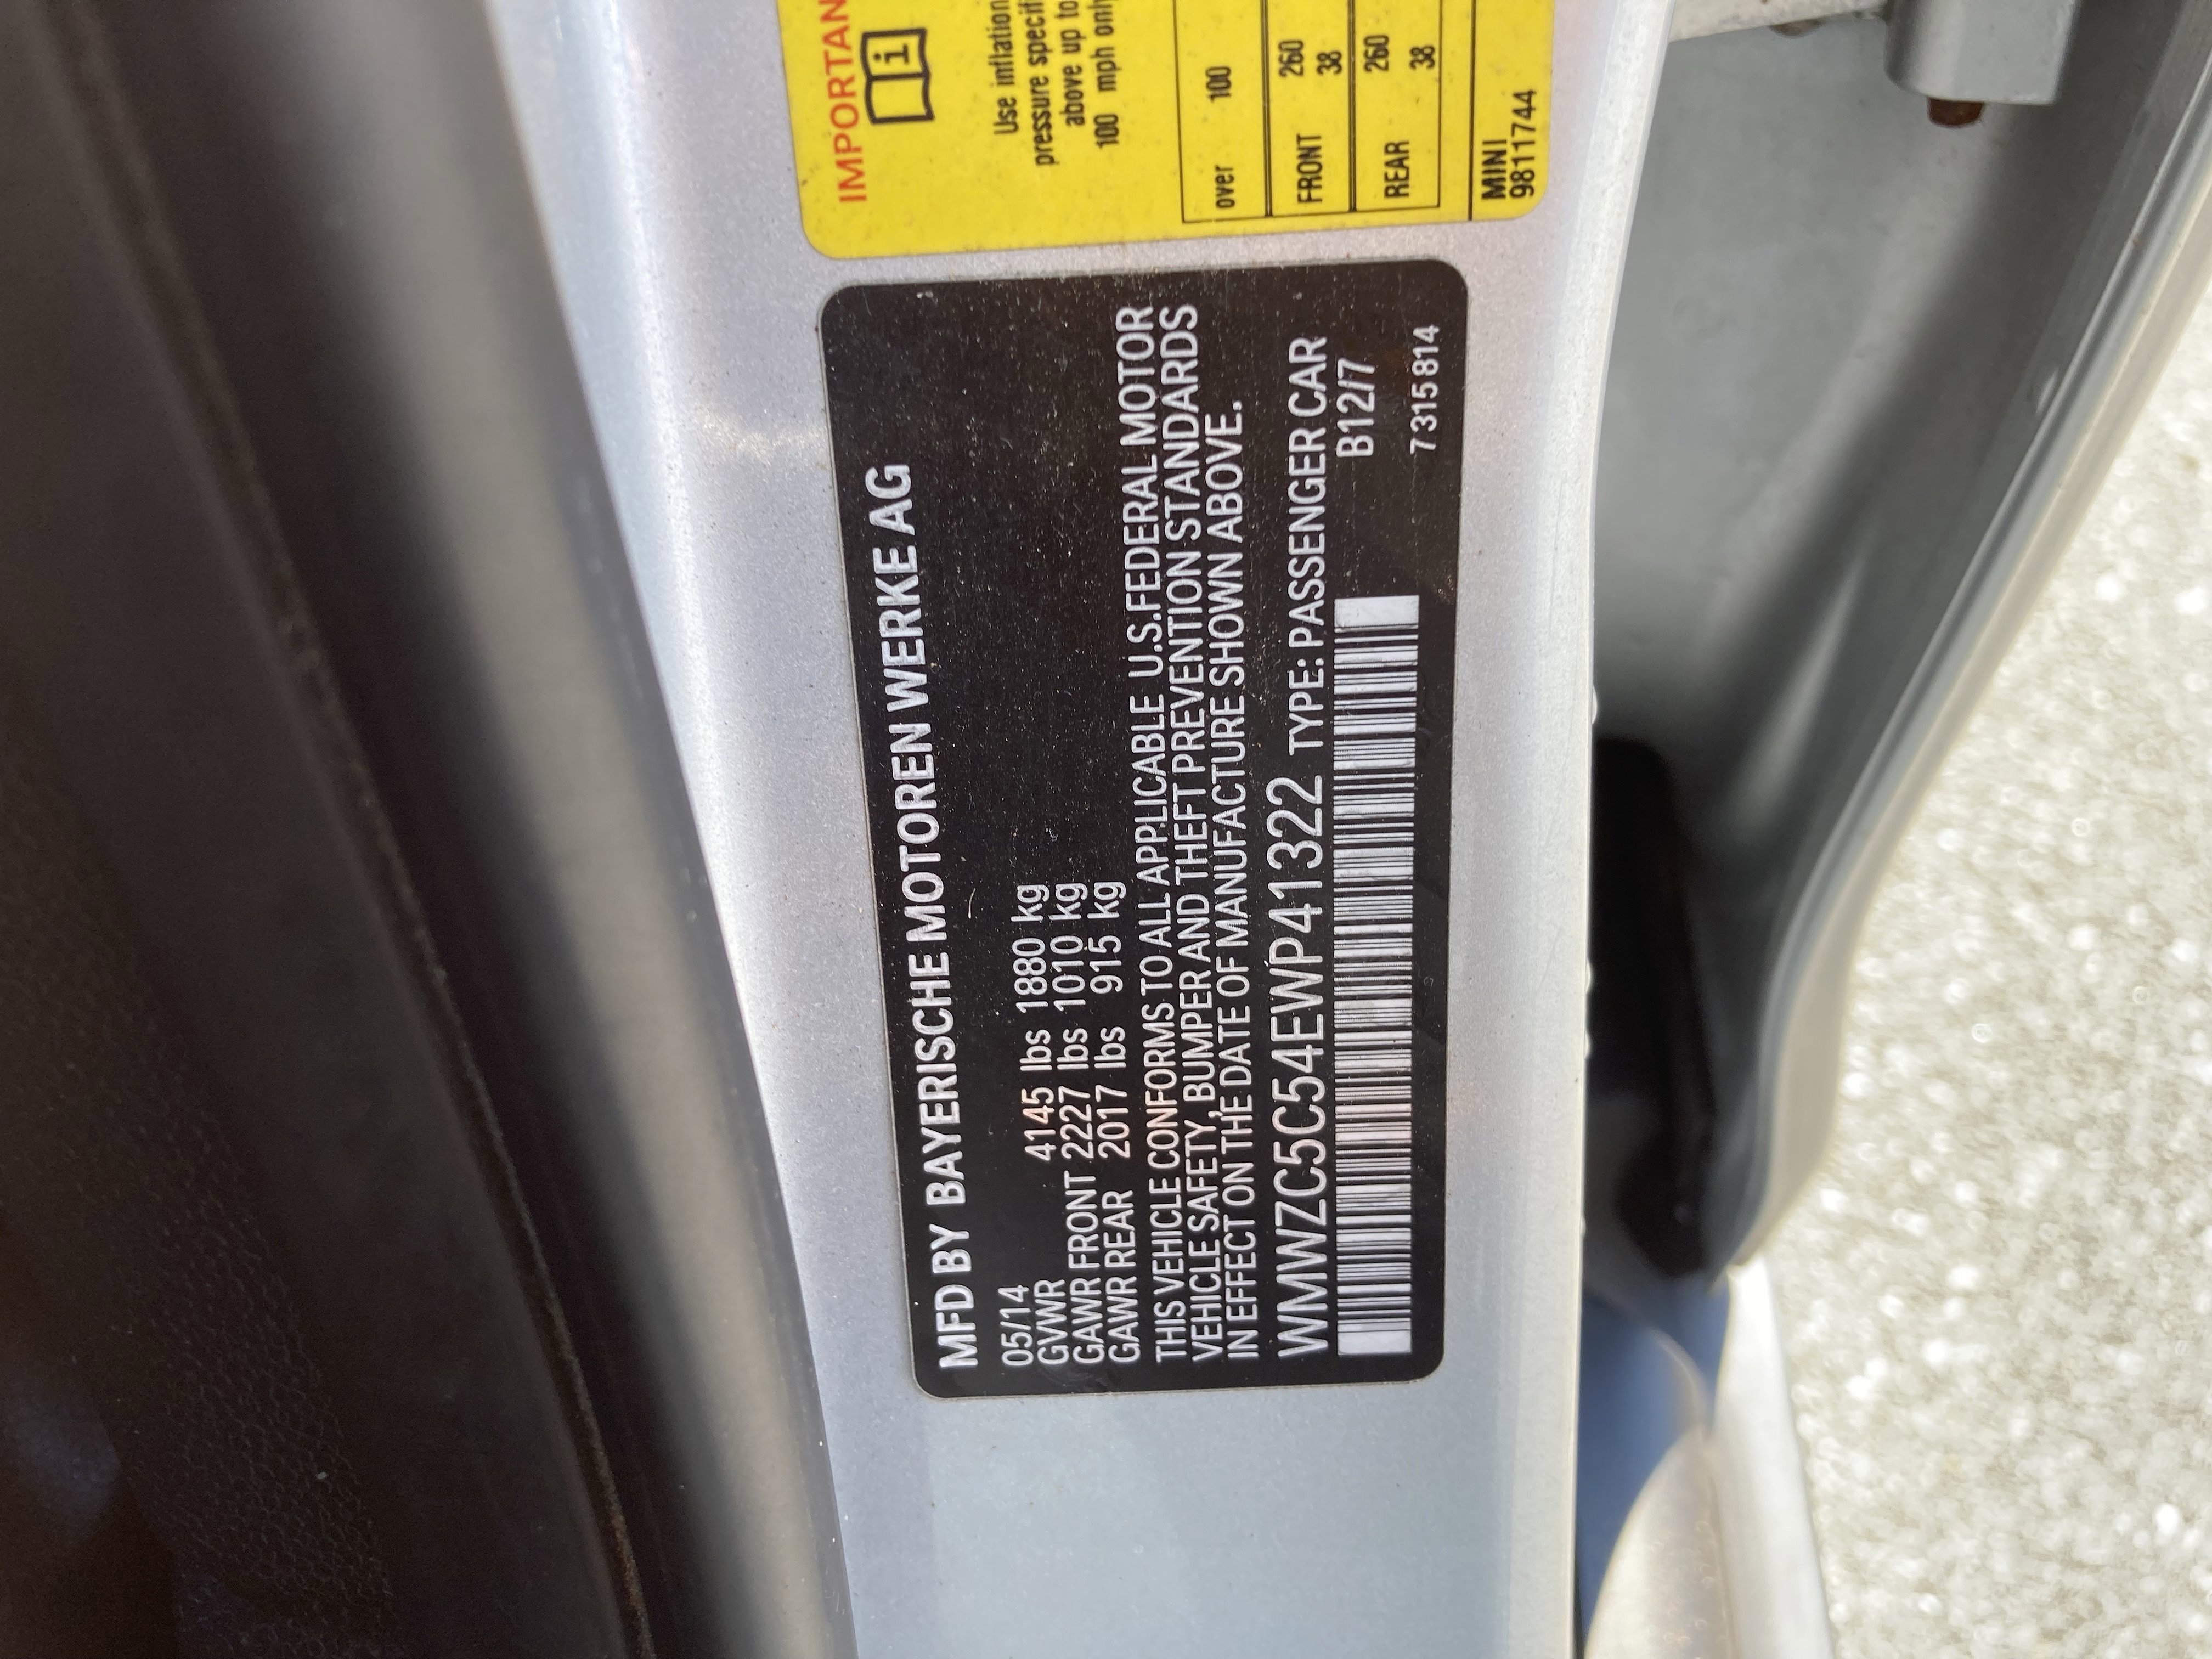 IMPORTAN
i
Use inflation
pressure specif
above up to
100 mph only
over 100
FRONT 260
38
REAR 260
38
MINI
9811744
MFD BY BAYERISCHE MOTOREN WERKE AG
05/14
GVWR 4145 lbs 1880 kg
GAWR FRONT 2227 lbs 1010 kg
GAWR REAR 2017 lbs 915 kg
THIS VEHICLE CONFORMS TO ALL APPLICABLE U.S.FEDERAL MOTOR
VEHICLE SAFETY, BUMPER AND THEFT PREVENTION STANDARDS
IN EFFECT ON THE DATE OF MANUFACTURE SHOWN ABOVE.
WMWZC5C54EWP41322 TYPE: PASSENGER CAR
B12/7
7 315 814